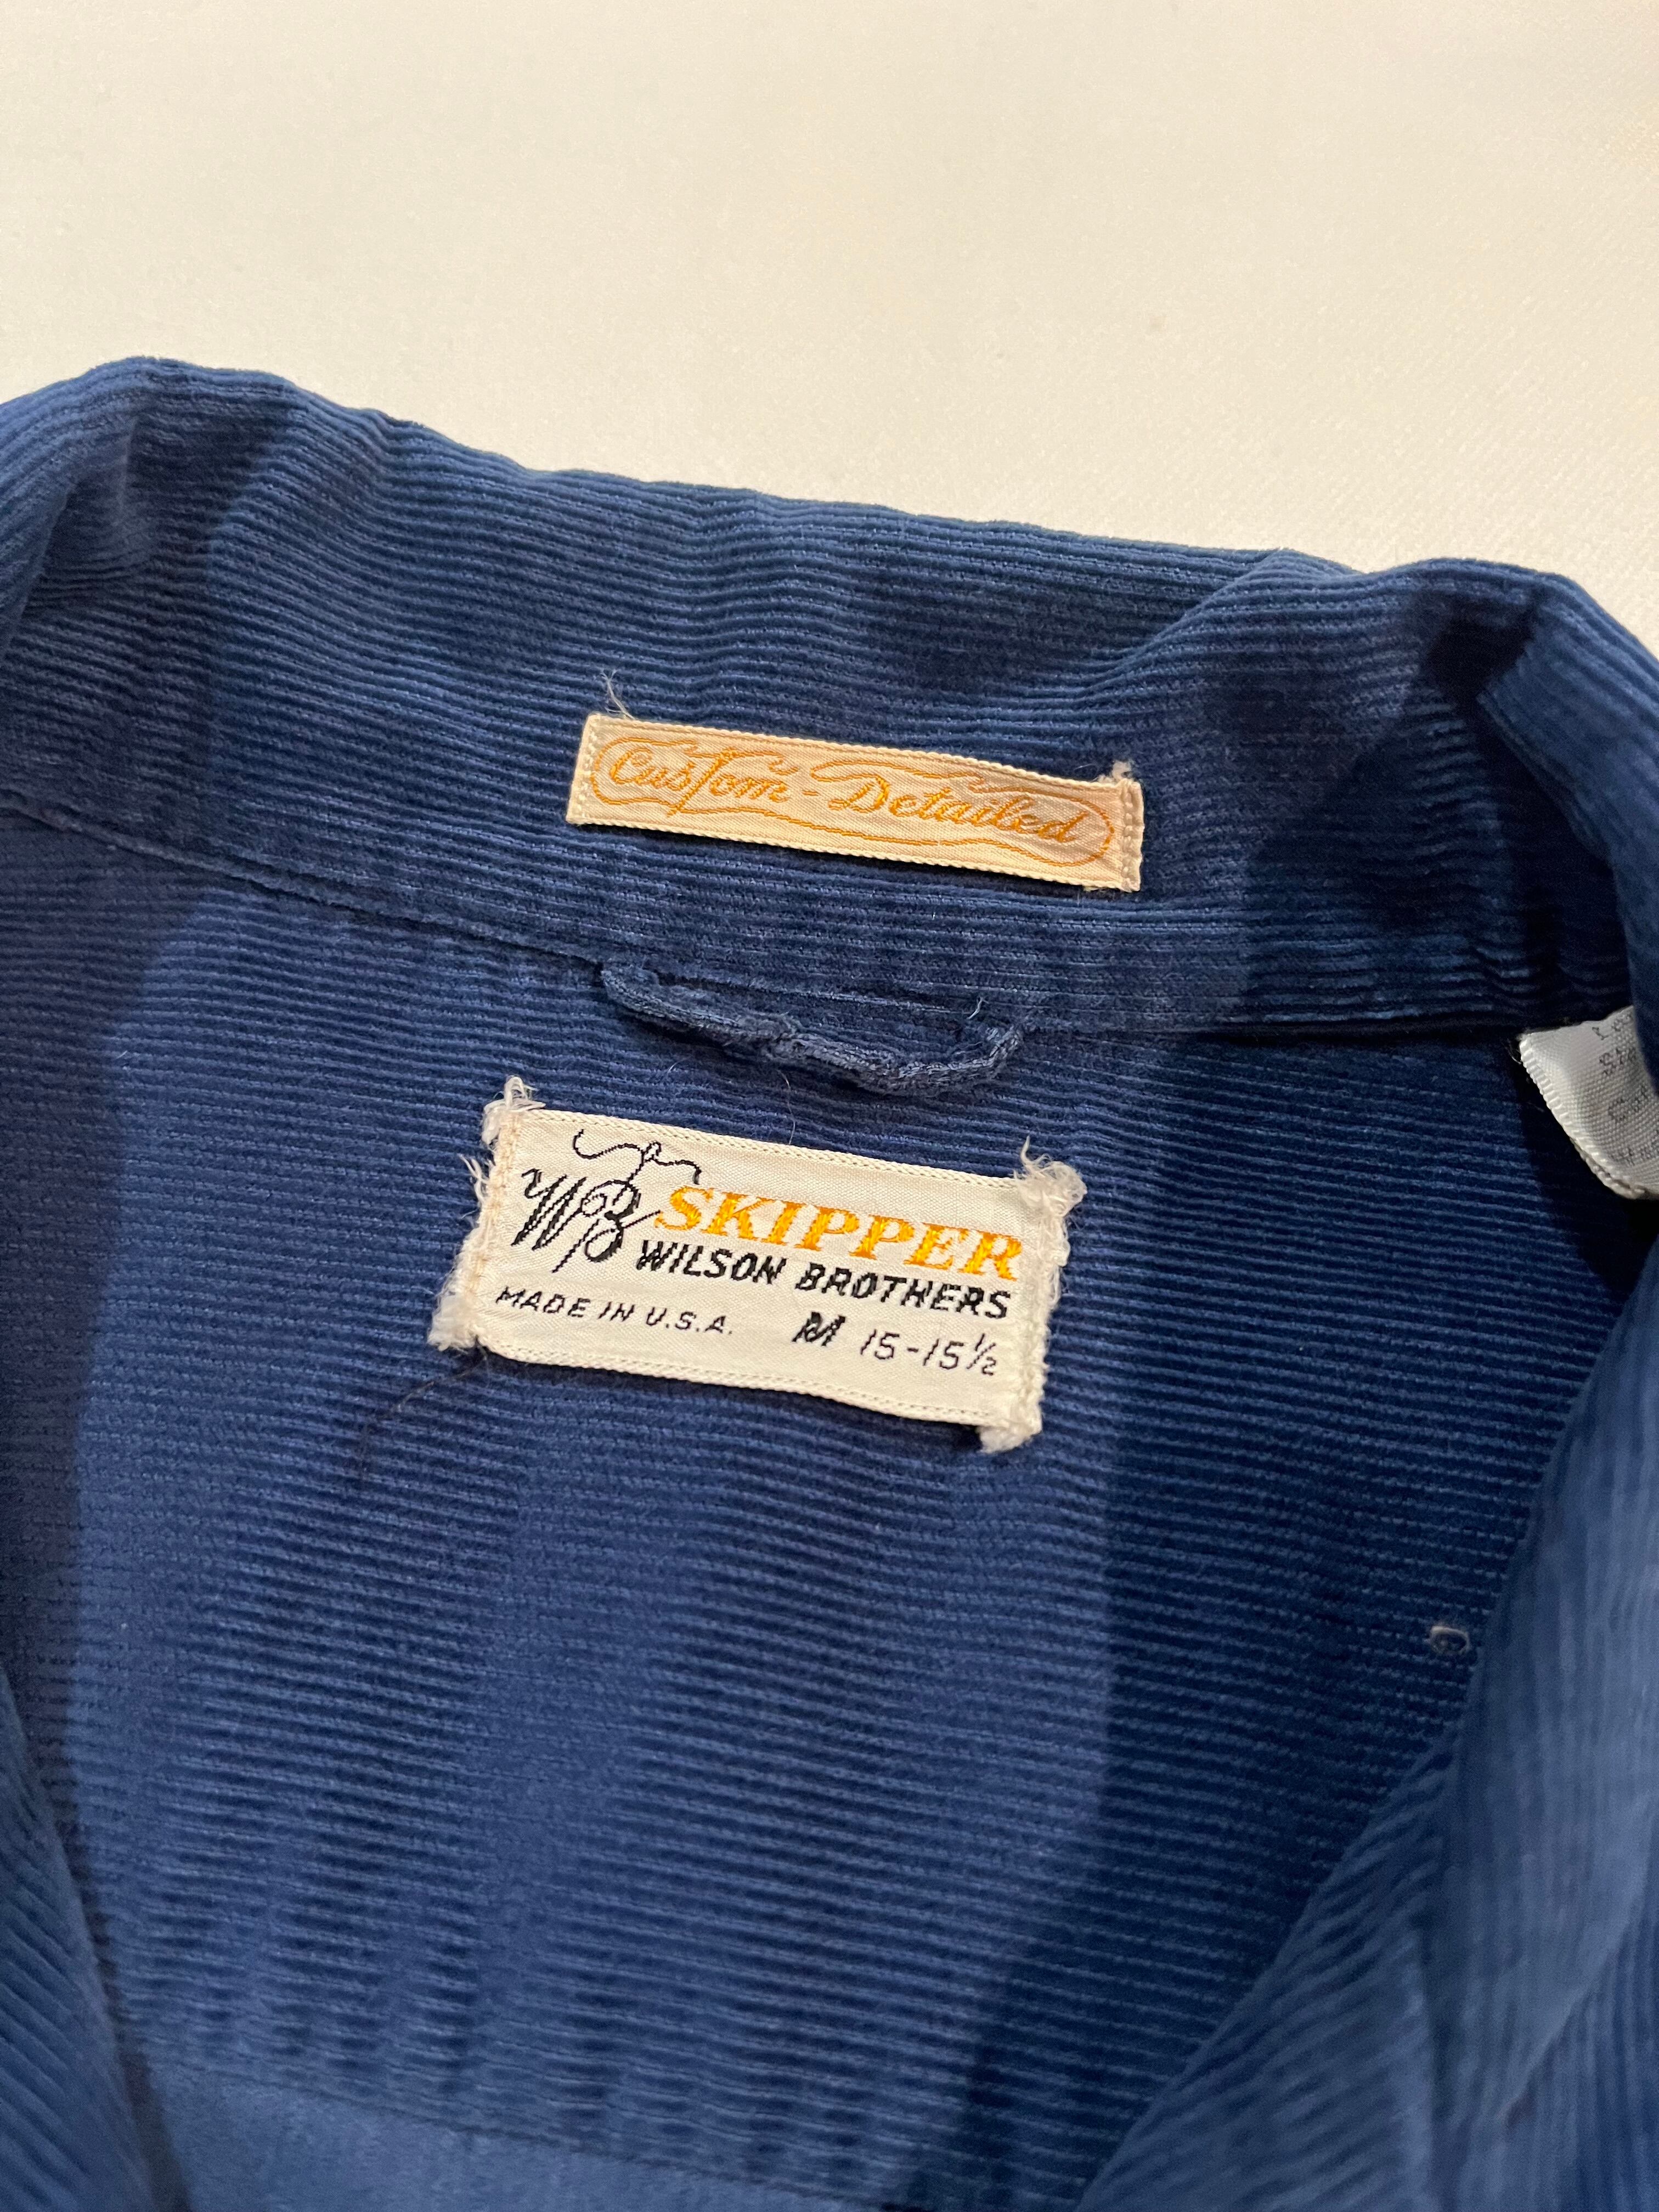 Custom-Detailed
WB SKIPPER
WILSON BROTHERS
MADE IN U.S.A. M 15-15½